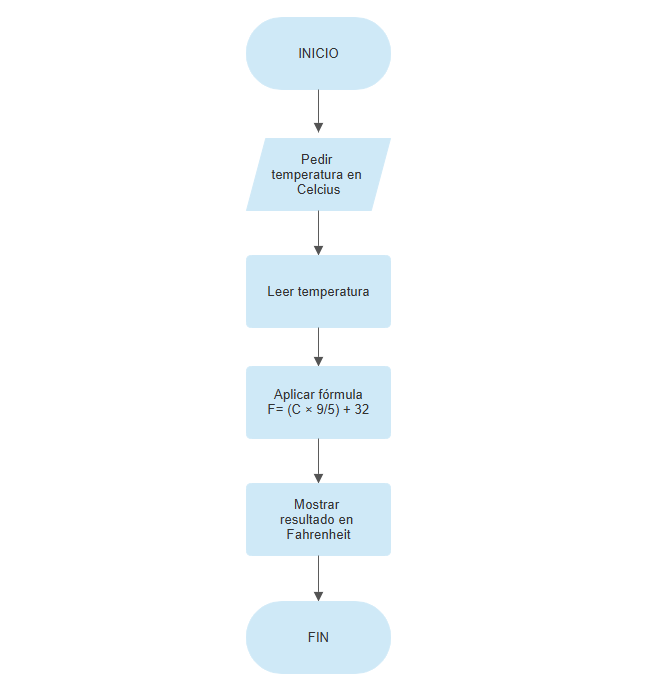 INICIO
Pedir
temperatura en
Celcius
Leer temperatura
Aplicar fórmula
F= (C × 9/5) + 32
Mostrar
resultado en
Fahrenheit
FIN